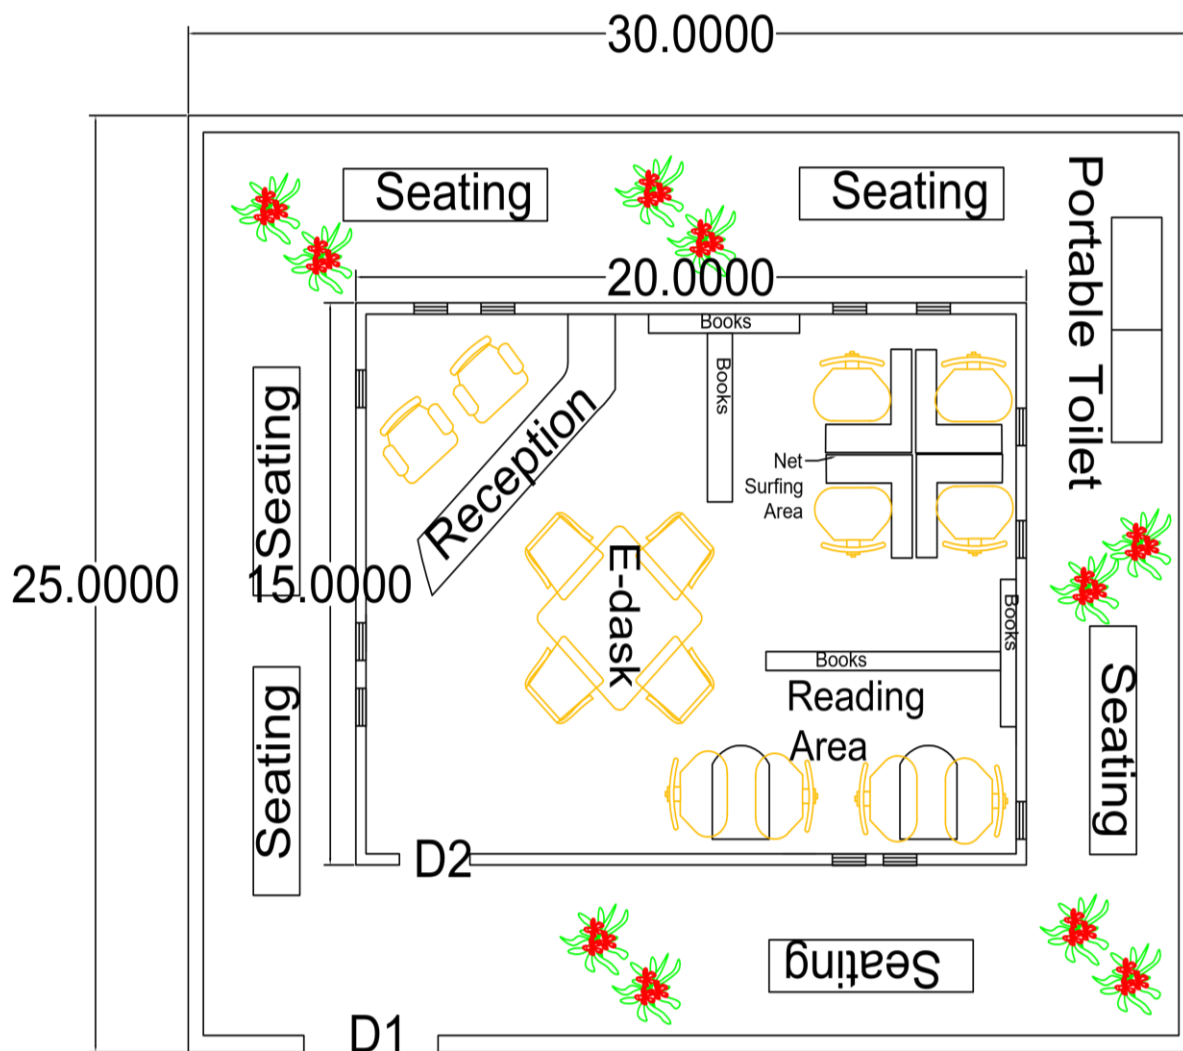 30.0000
Seating
Seating
Portable Toilet
20.0000
Books
Books
Reception
Seating
Net
Surfing
Area
25.0000
15.0000
E-dask
Books
Books
Reading
Area
Seating
Seating
D2
Seating
D1